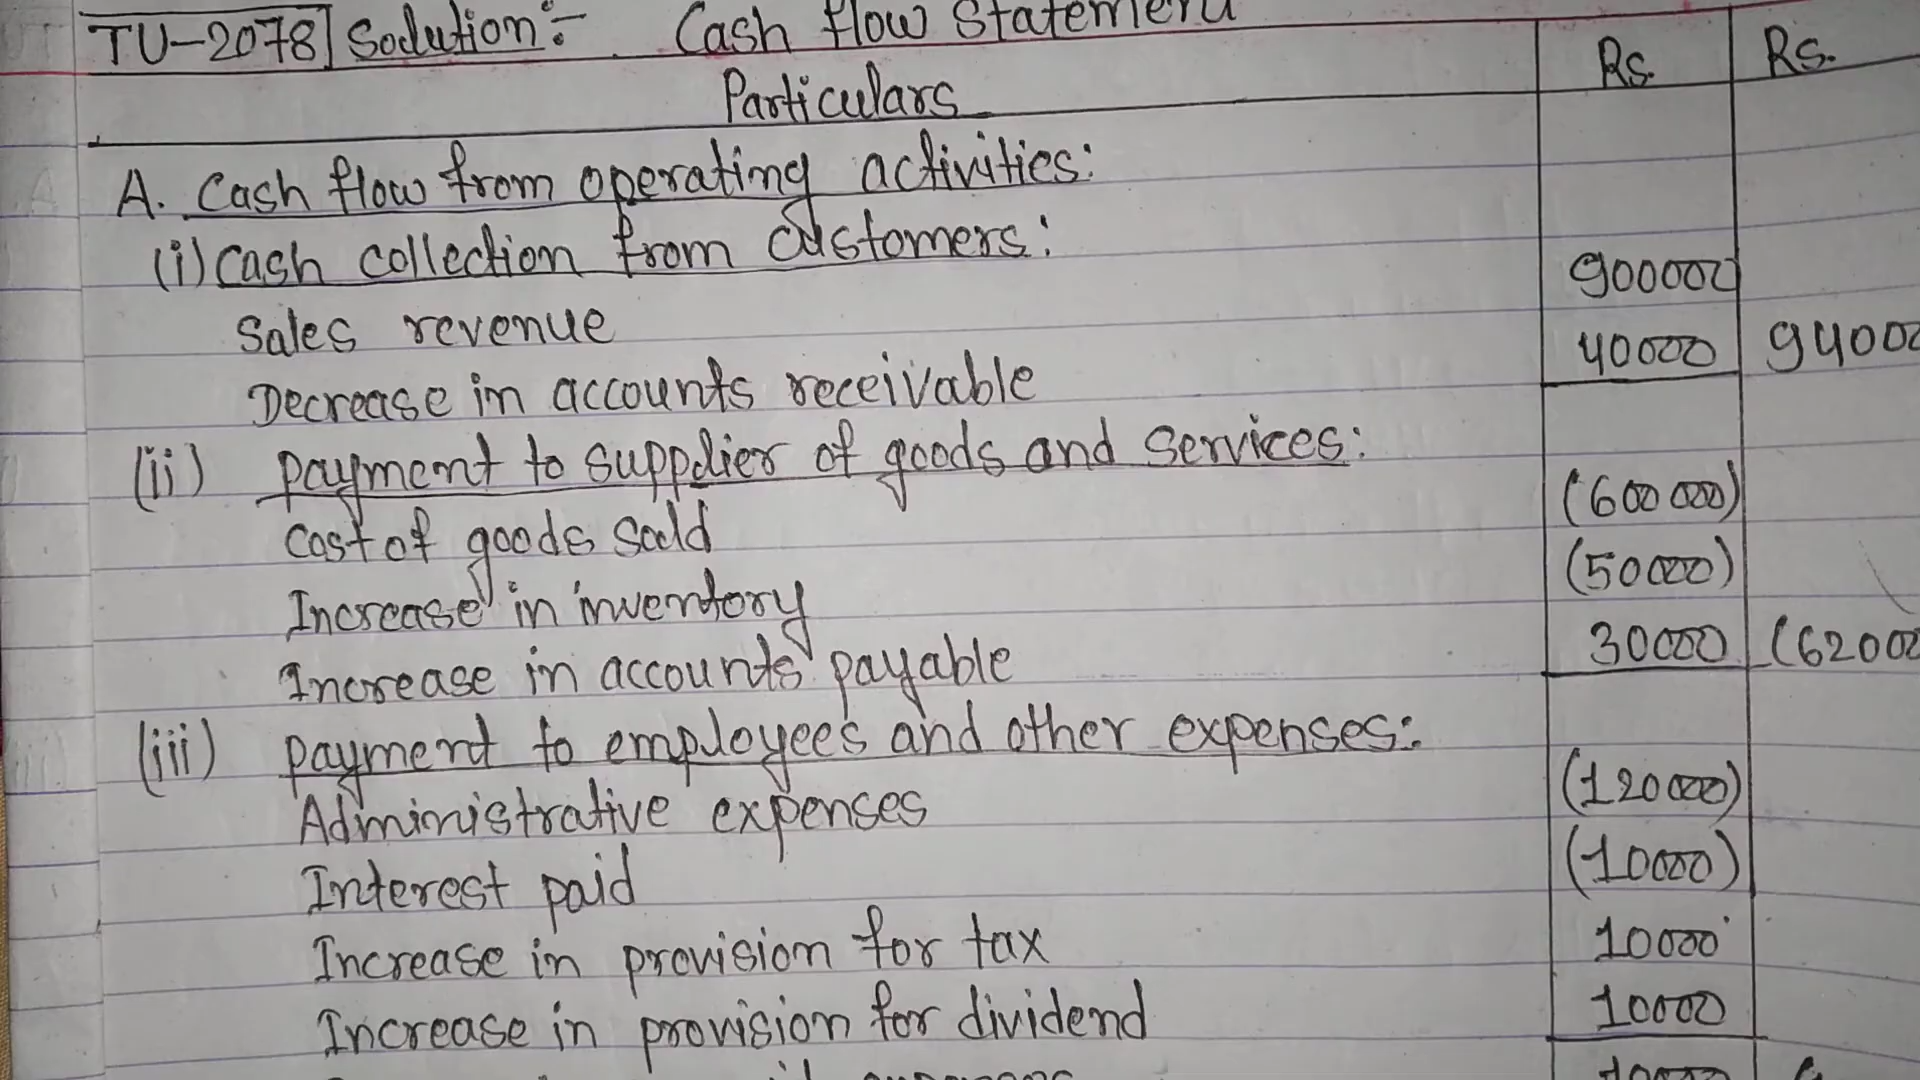 TU-2078 Solution:- Cash flow Statement
Particulars Rs. Rs.
A. Cash flow from operating activities:
(i) Cash collection from customers:
Sales revenue 900000
Decrease in accounts receivable 40000 94000
(ii) payment to supplier of goods and services:
Cost of goods sold (600000)
Increase in inventory (50000)
Increase in accounts payable 30000 (62000
(iii) payment to employees and other expenses:
Administrative expenses (120000)
Interest paid (10000)
Increase in provision for tax 10000
Increase in provision for dividend 10000